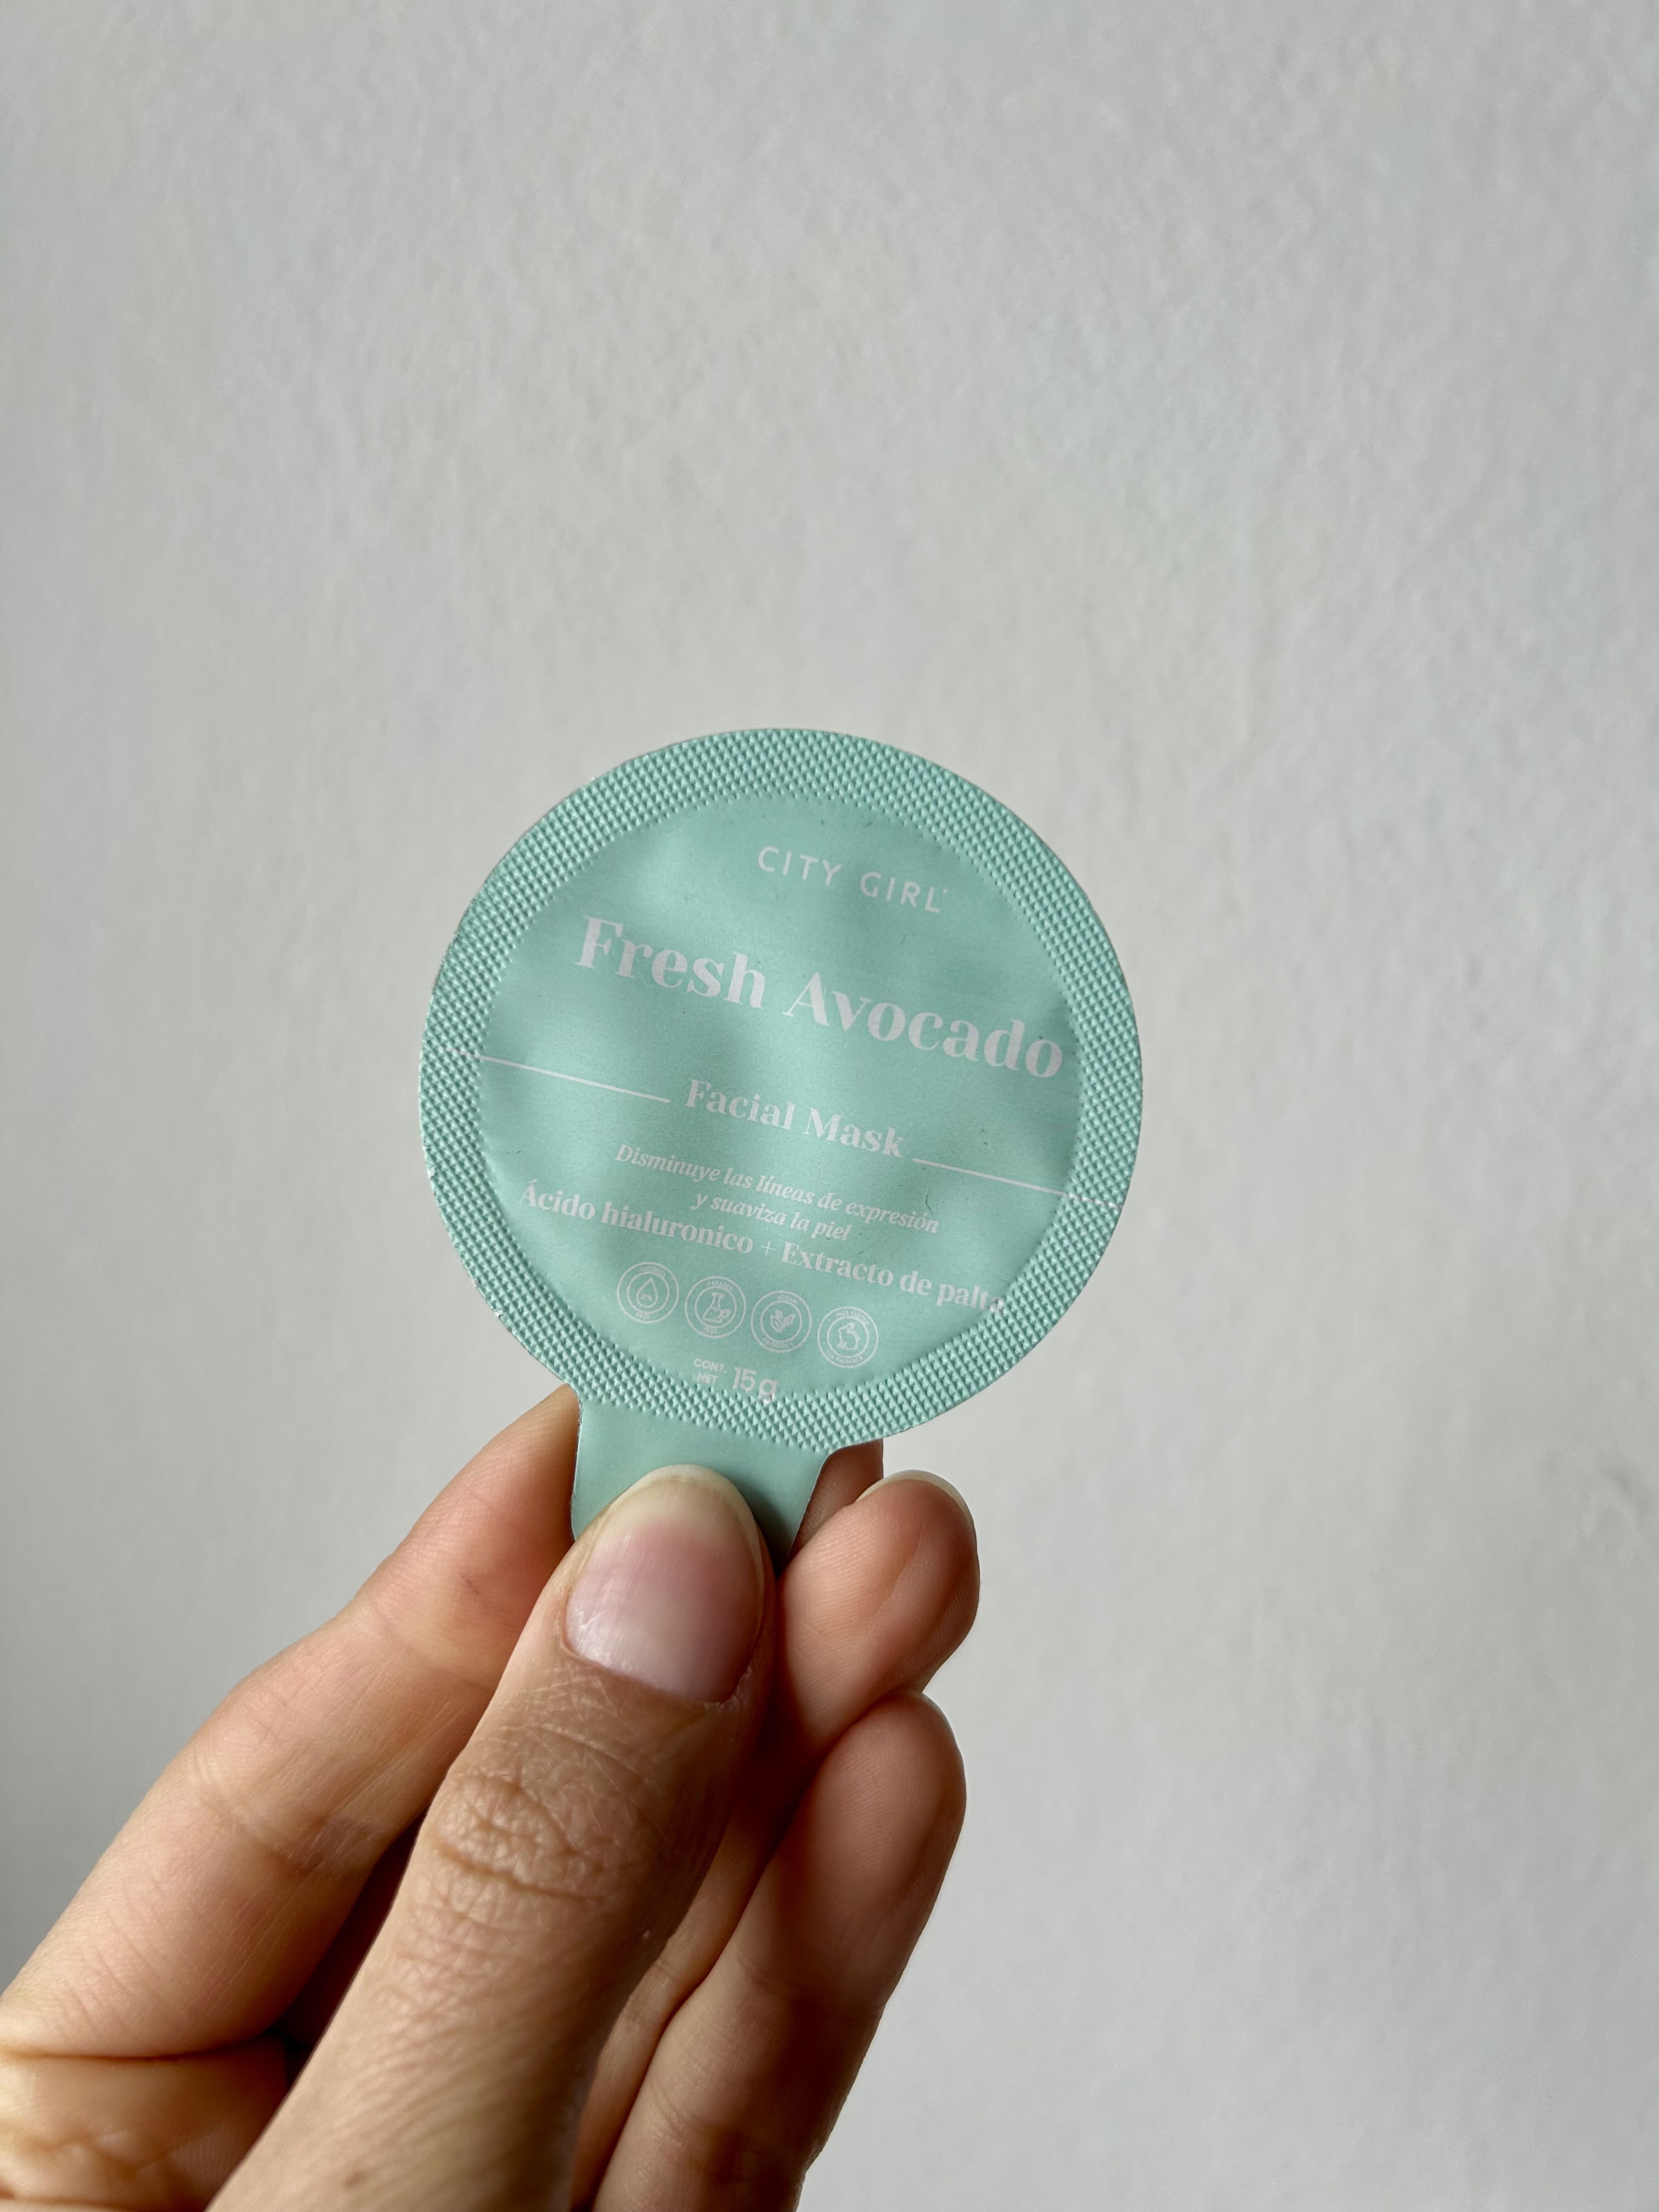 CITY GIRL
Fresh Avocado
Facial Mask
Disminuye las líneas de expresión
y suaviza la piel
Ácido hialuronico + Extracto de palta
CONT.
NET 15g